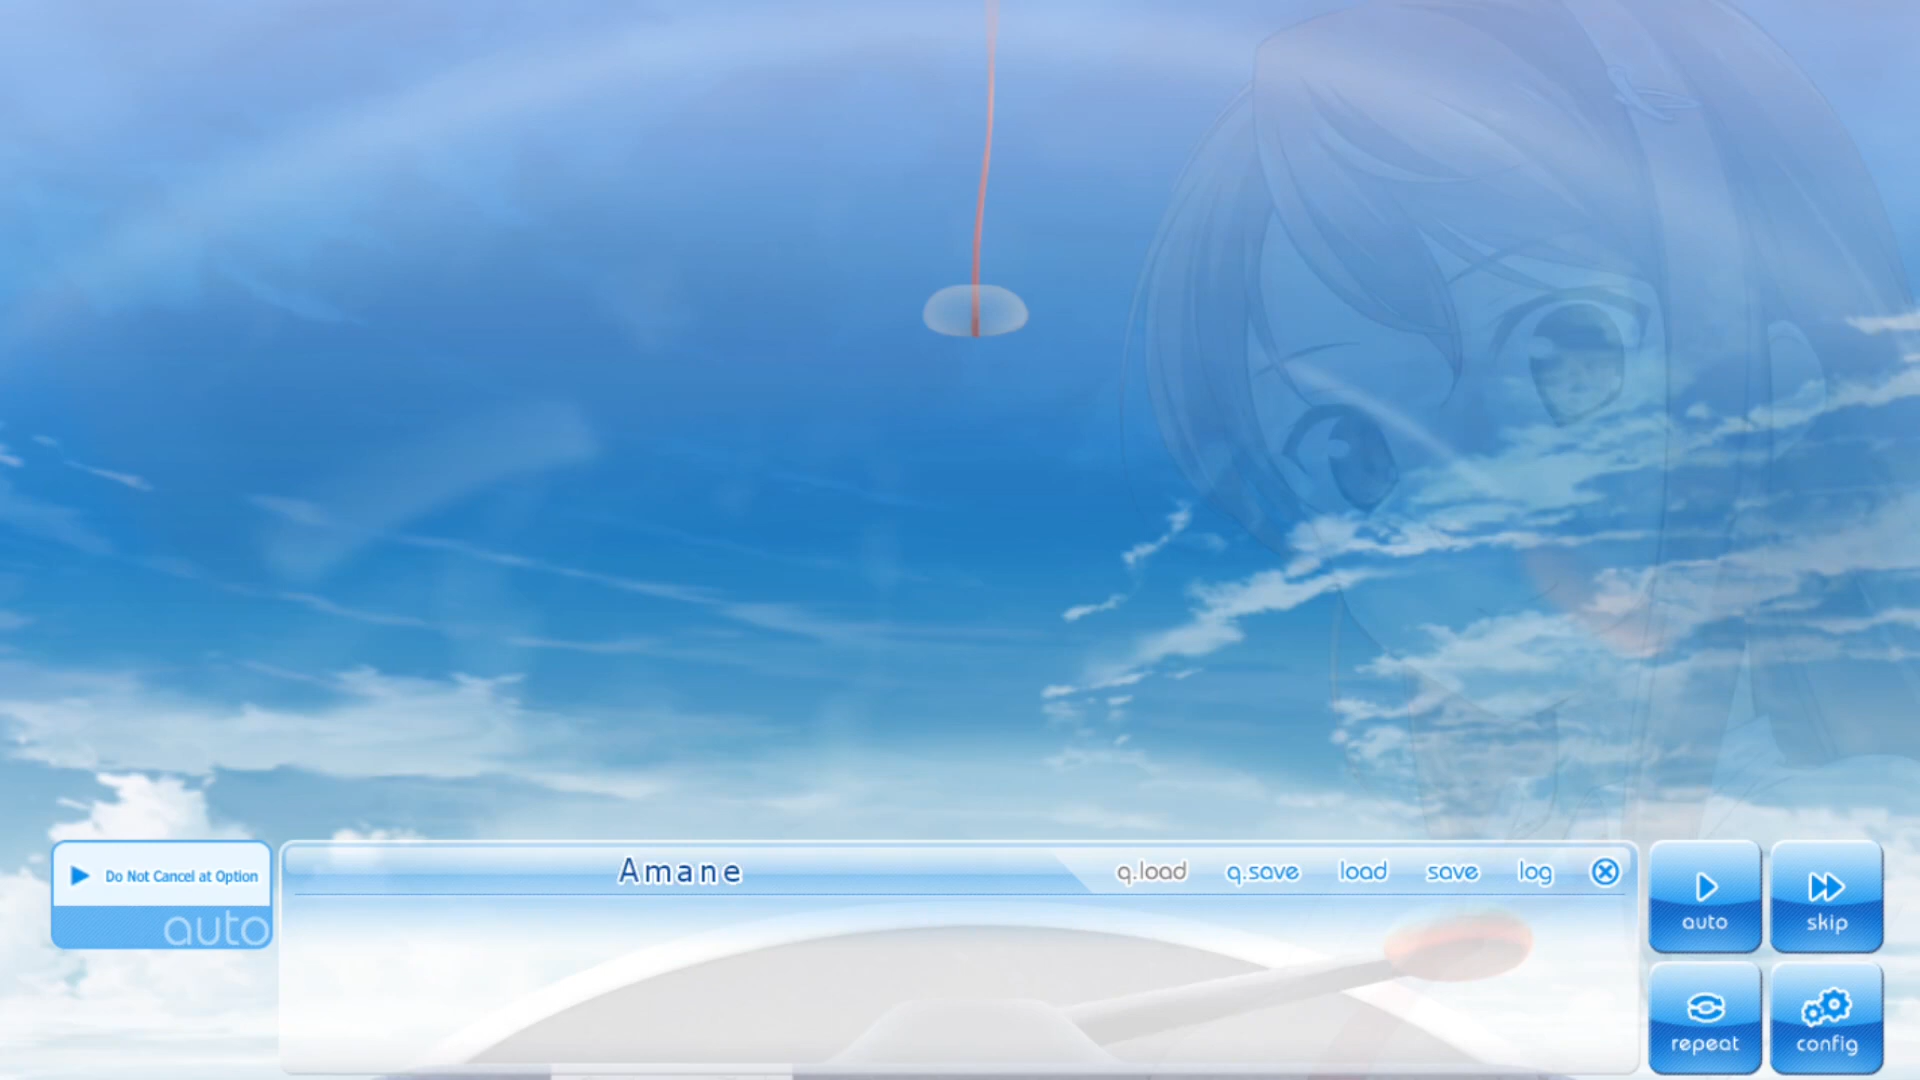 Amane
q.load q.save load save log
Do Not Cancel at Option
auto
auto
skip
repeat
config